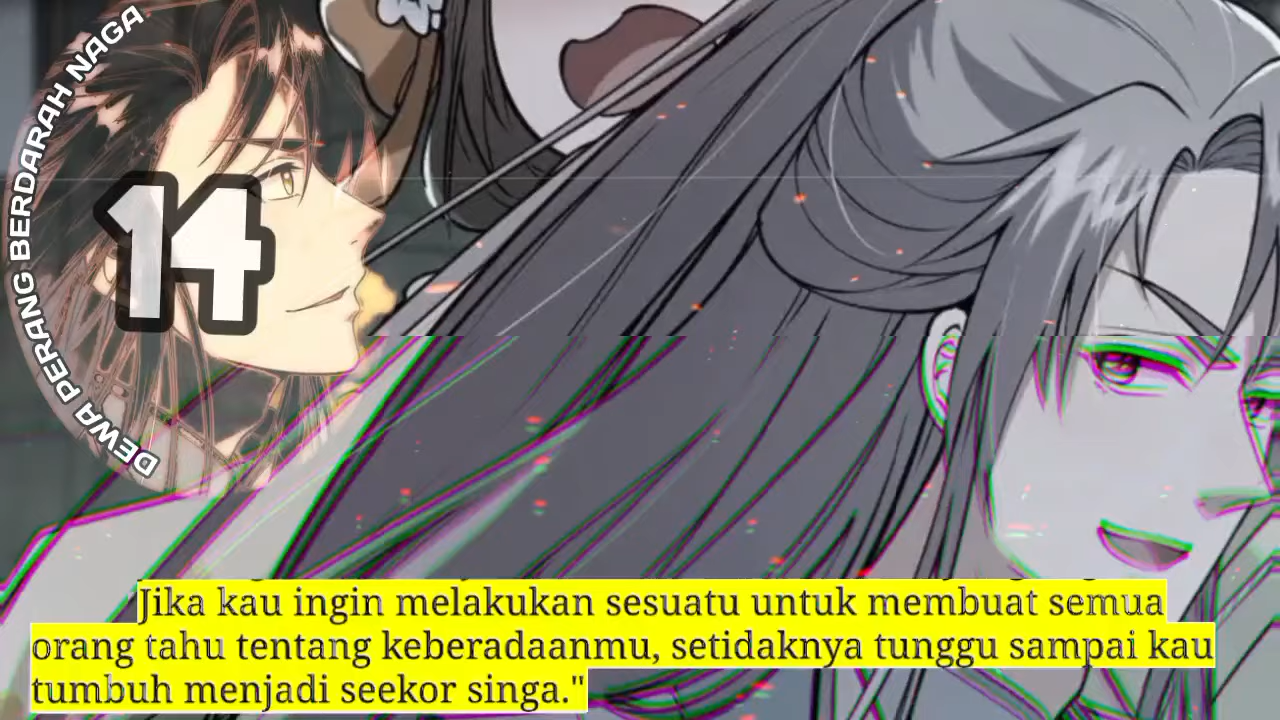 DEWA PERANG BERDARAH NAGA
14
Jika kau ingin melakukan sesuatu untuk membuat semua
orang tahu tentang keberadaanmu, setidaknya tunggu sampai kau
tumbuh menjadi seekor singa."